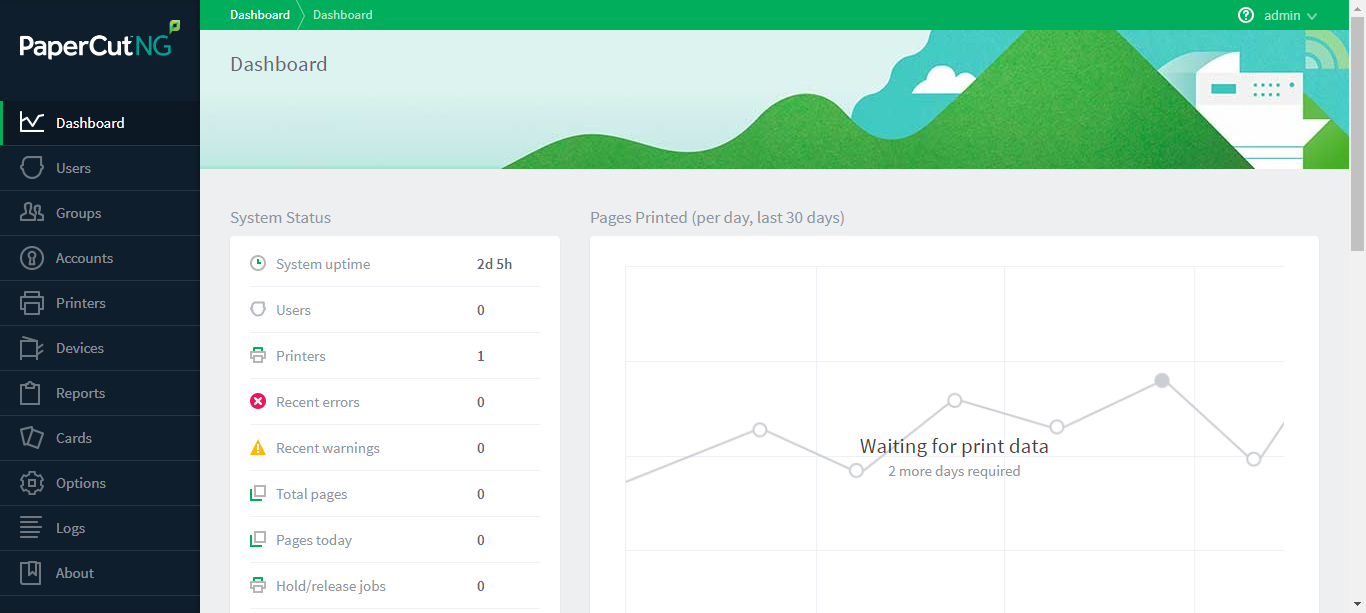 PaperCut NG
Dashboard
Users
Groups
Accounts
Printers
Devices
Reports
Cards
Options
Logs
About
Dashboard Dashboard
admin
Dashboard
System Status
System uptime 2d 5h
Users 0
Printers 1
Recent errors 0
Recent warnings 0
Total pages 0
Pages today 0
Hold/release jobs 0
Pages Printed (per day, last 30 days)
Waiting for print data
2 more days required